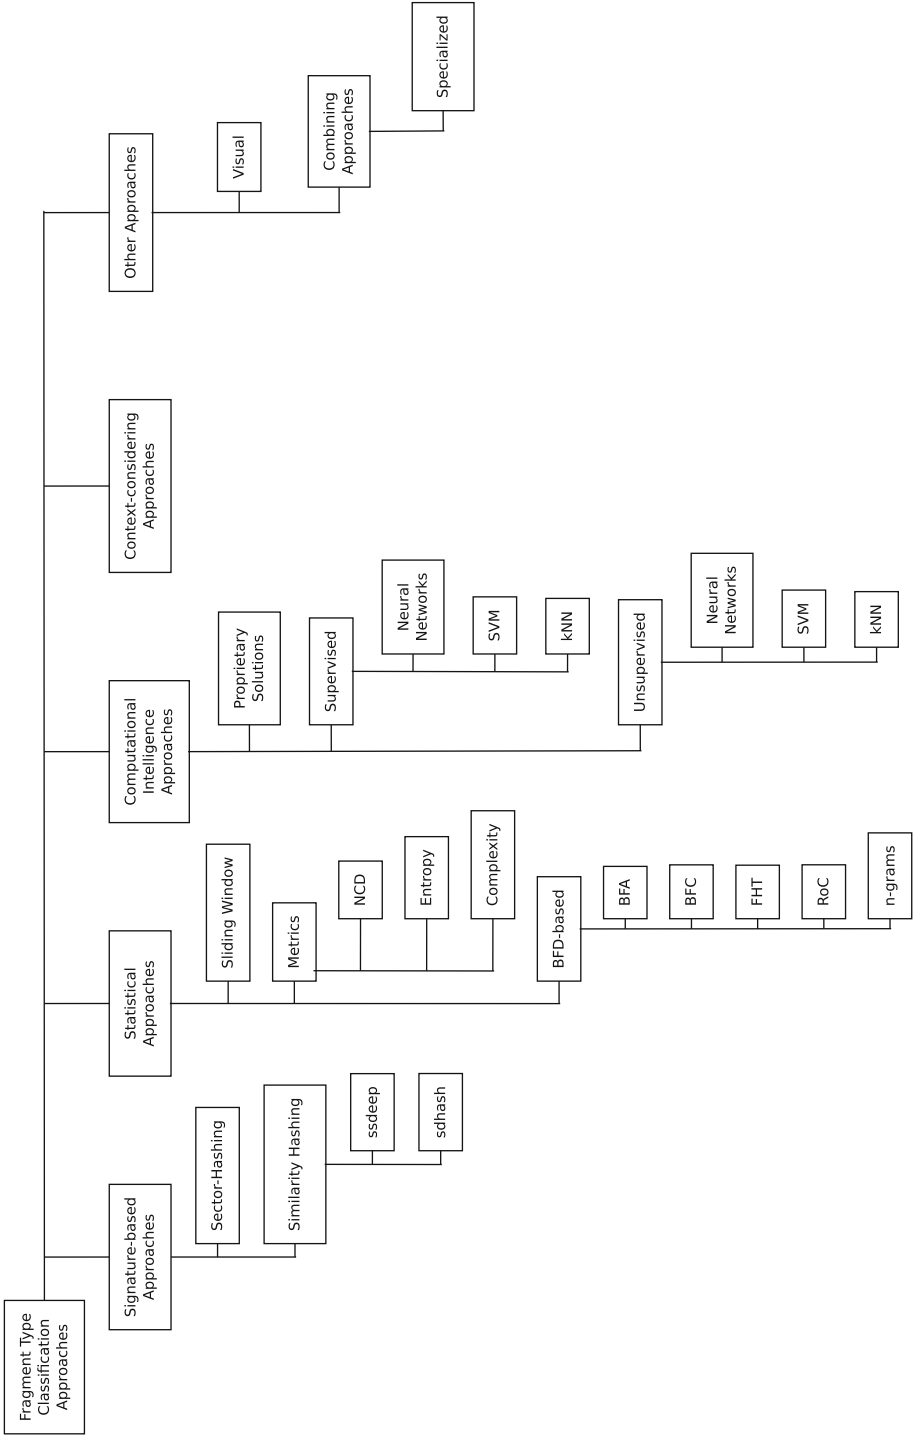 Fragment Type
Classification
Approaches
Signature-based
Approaches
Sector-Hashing
Similarity Hashing
ssdeep
sdhash
Statistical
Approaches
Sliding Window
Metrics
NCD
Entropy
Complexity
BFD-based
BFA
BFC
FHT
RoC
n-grams
Computational
Intelligence
Approaches
Proprietary
Solutions
Supervised
Neural
Networks
SVM
kNN
Unsupervised
Neural
Networks
SVM
kNN
Context-considering
Approaches
Other Approaches
Visual
Combining
Approaches
Specialized